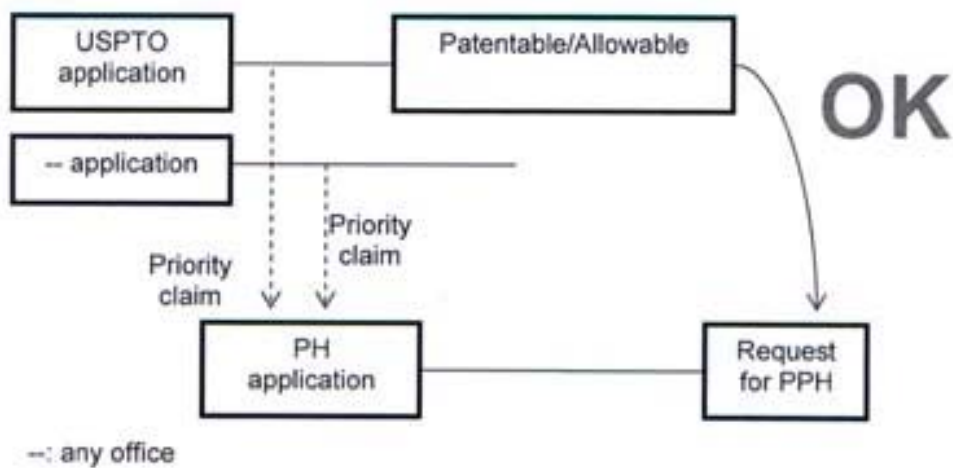 USPTO
application
Patentable/Allowable
OK
-- application
Priority
claim
Priority
claim
PH
application
Request
for PPH
--: any office